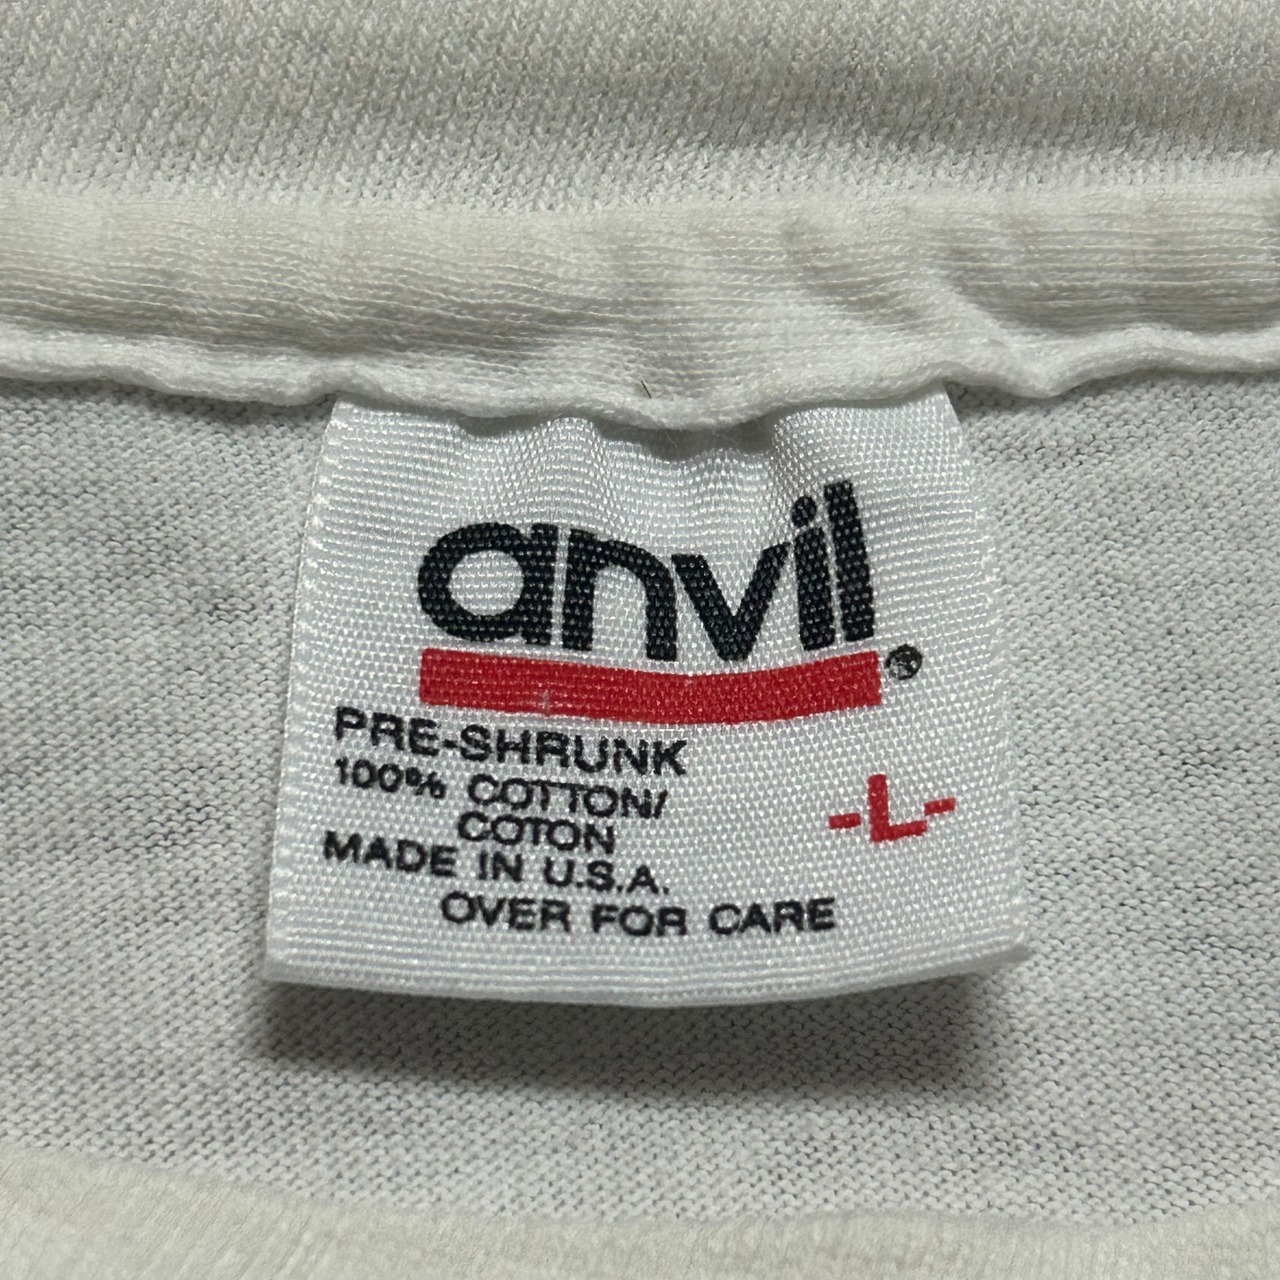 anvil®
PRE-SHRUNK
100% COTTON/
COTON
-L-
MADE IN U.S.A.
OVER FOR CARE